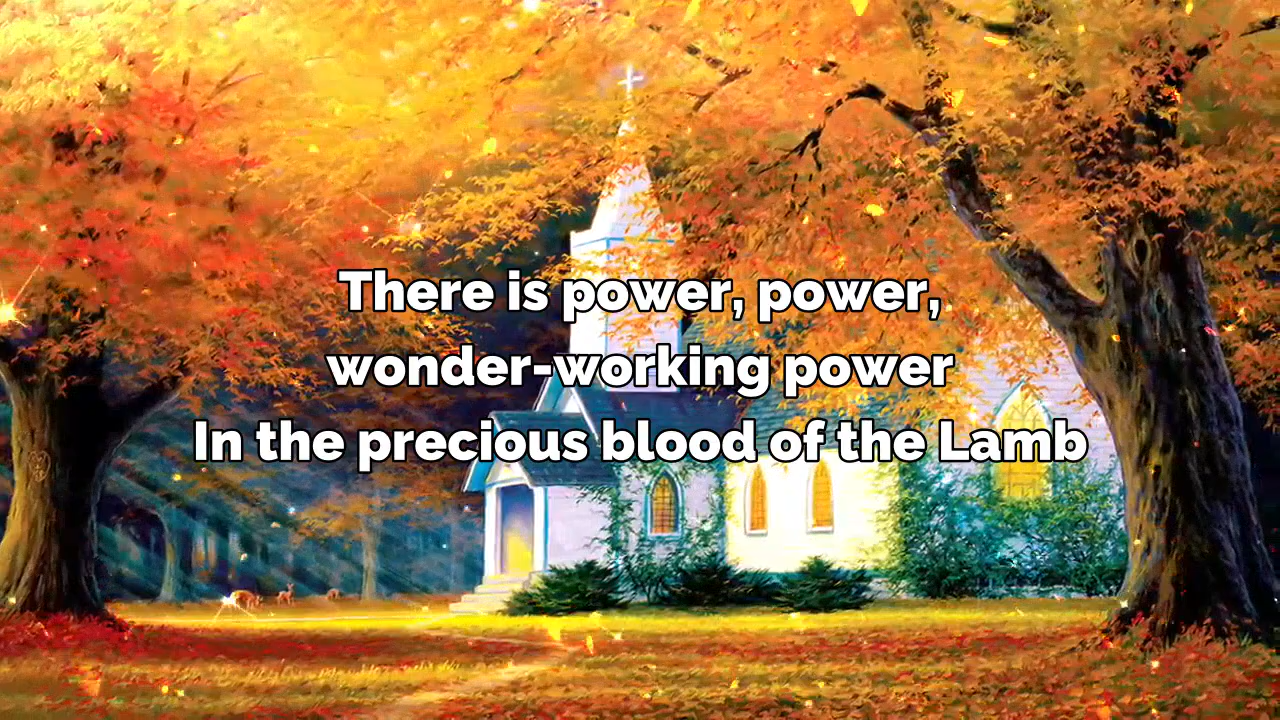 There is power, power,
wonder-working power
In the precious blood of the Lamb